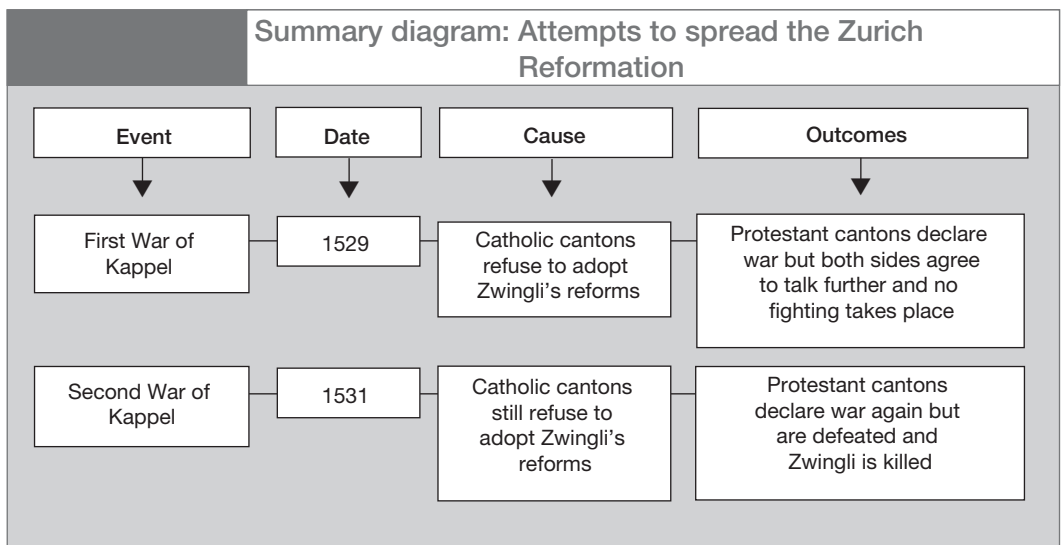 Summary diagram: Attempts to spread the Zurich
Reformation
Event
Date
Cause
Outcomes
First War of
Kappel
1529
Catholic cantons
refuse to adopt
Zwingli's reforms
Protestant cantons declare
war but both sides agree
to talk further and no
fighting takes place
Second War of
Kappel
1531
Catholic cantons
still refuse to
adopt Zwingli's
reforms
Protestant cantons
declare war again but
are defeated and
Zwingli is killed